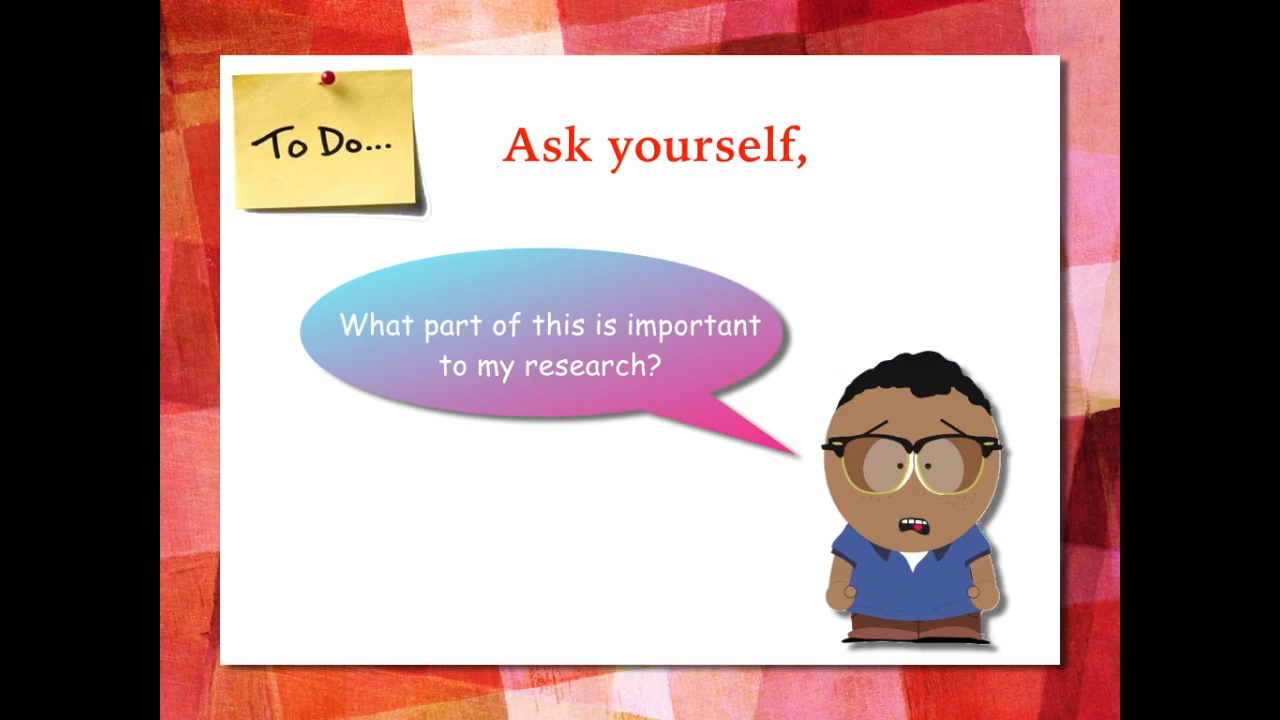 To Do...
Ask yourself,
What part of this is important
to my research?